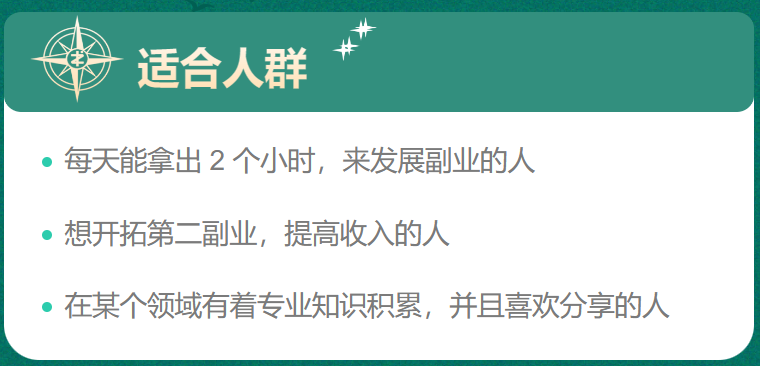 适合人群
每天能拿出 2 个小时，来发展副业的人
想开拓第二副业，提高收入的人
在某个领域有着专业知识积累，并且喜欢分享的人